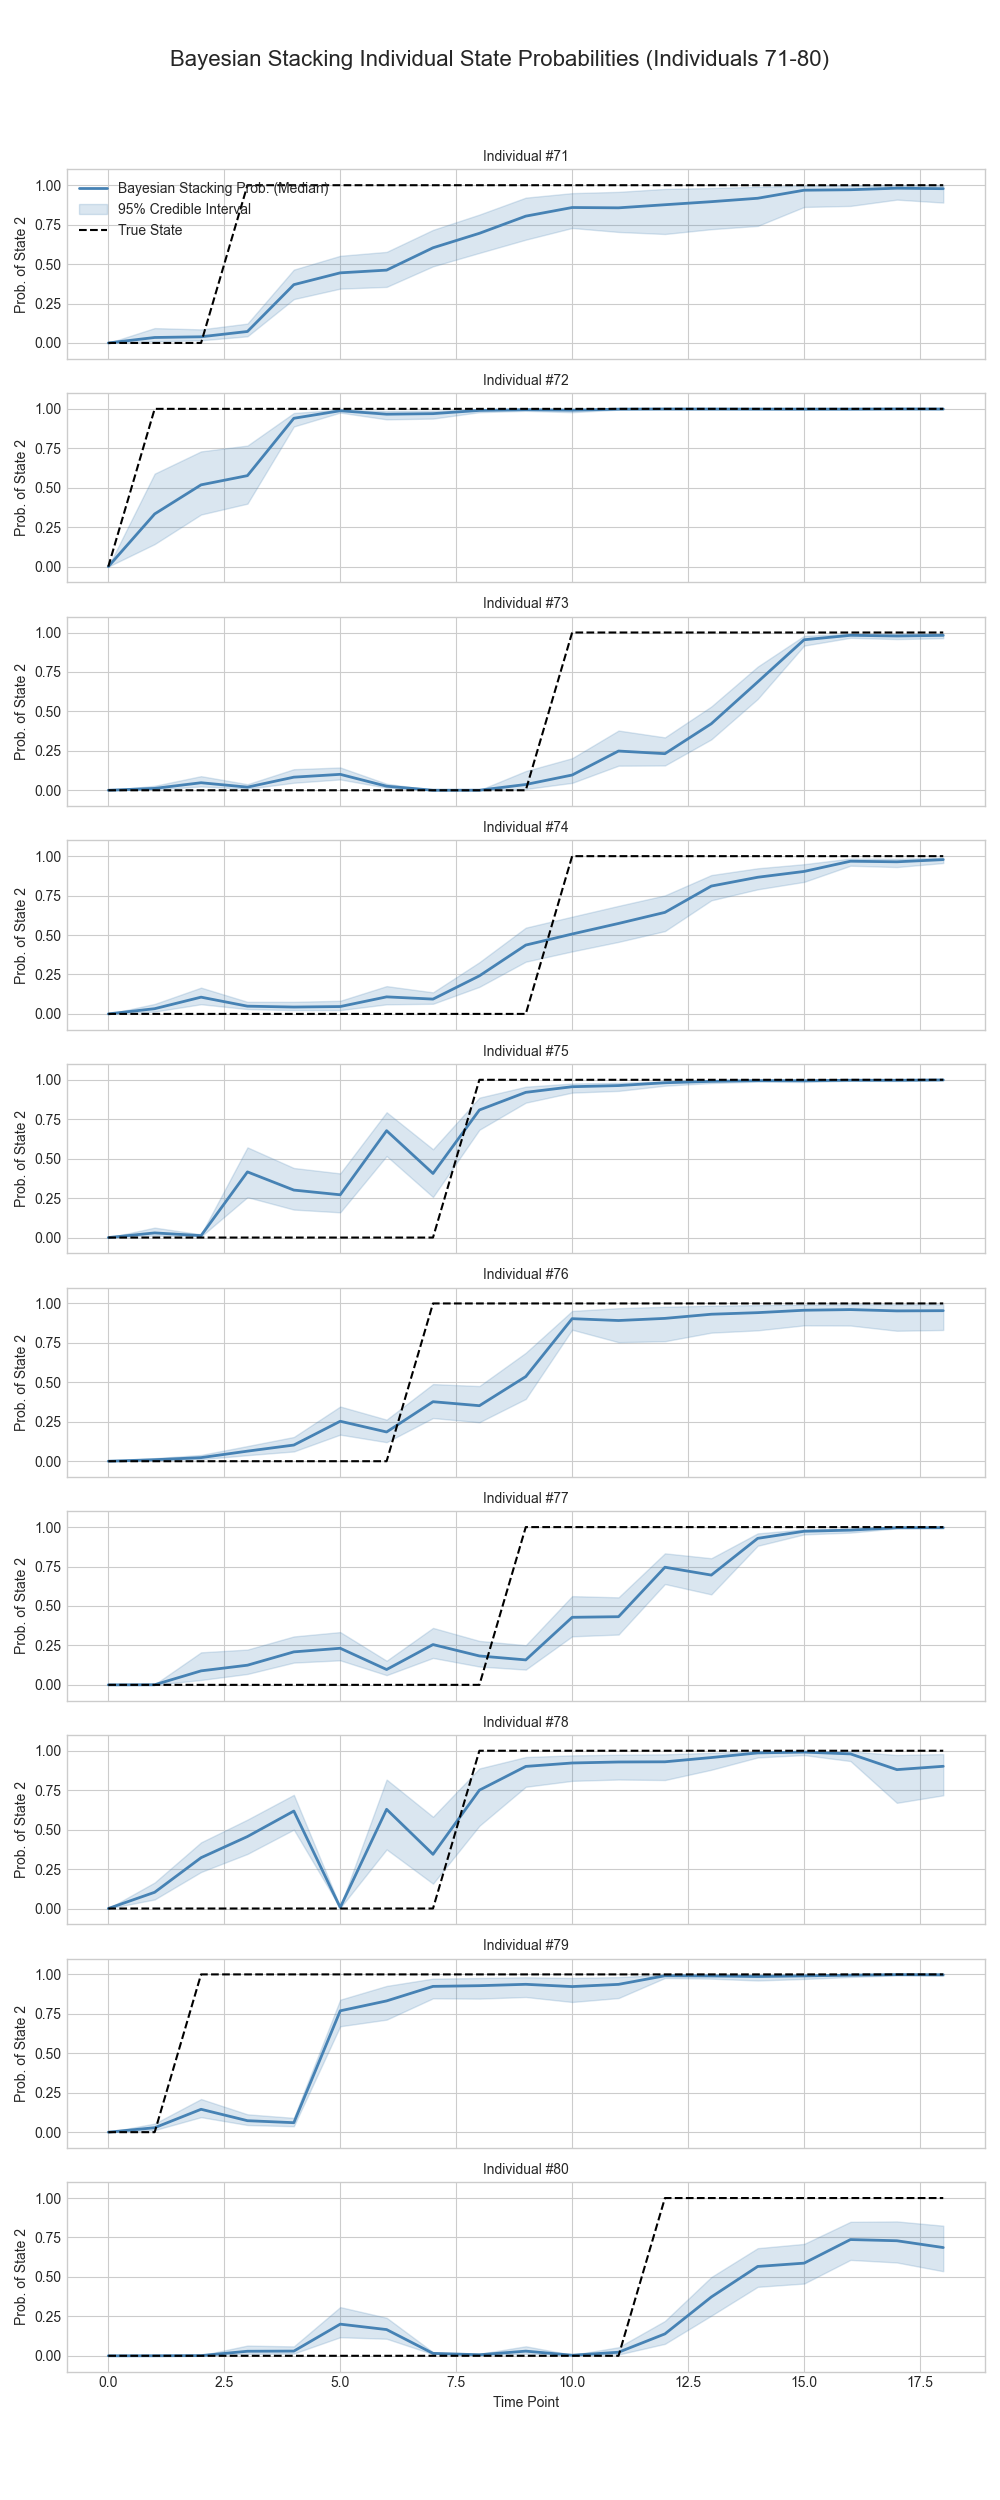 Bayesian Stacking Individual State Probabilities (Individuals 71-80)
Individual #71
Bayesian Stacking Prob. (Median)
95% Credible Interval
True State
1.00
0.75
0.50
0.25
0.00
Prob. of State 2
Individual #72
1.00
0.75
0.50
0.25
0.00
Prob. of State 2
Individual #73
1.00
0.75
0.50
0.25
0.00
Prob. of State 2
Individual #74
1.00
0.75
0.50
0.25
0.00
Prob. of State 2
Individual #75
1.00
0.75
0.50
0.25
0.00
Prob. of State 2
Individual #76
1.00
0.75
0.50
0.25
0.00
Prob. of State 2
Individual #77
1.00
0.75
0.50
0.25
0.00
Prob. of State 2
Individual #78
1.00
0.75
0.50
0.25
0.00
Prob. of State 2
Individual #79
1.00
0.75
0.50
0.25
0.00
Prob. of State 2
Individual #80
1.00
0.75
0.50
0.25
0.00
Prob. of State 2
0.0 2.5 5.0 7.5 10.0 12.5 15.0 17.5
Time Point